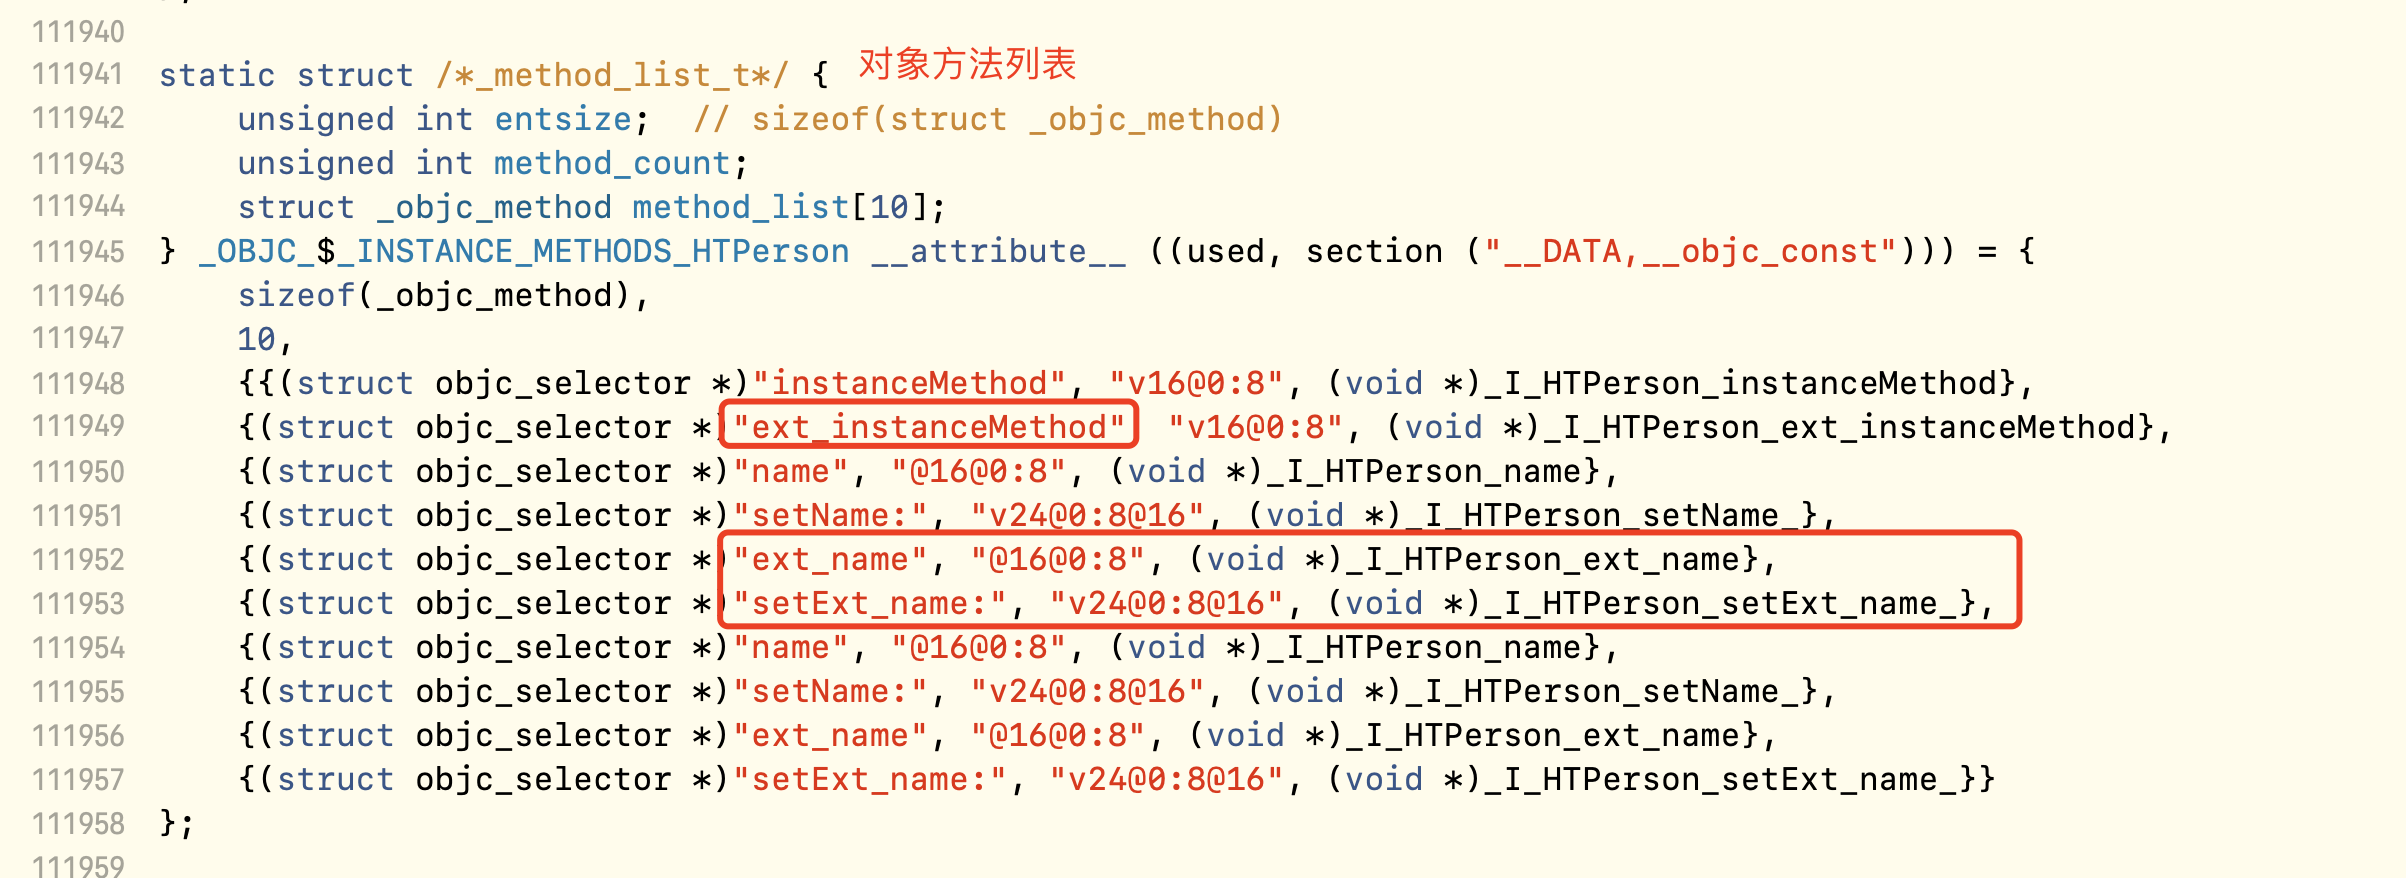 111940
111941 static struct /*_method_list_t*/ { 对象方法列表
111942 unsigned int entsize; // sizeof(struct _objc_method)
111943 unsigned int method_count;
111944 struct _objc_method method_list[10];
111945 } _OBJC_$_INSTANCE_METHODS_HTPerson __attribute__ ((used, section ("__DATA,__objc_const"))) = {
111946 sizeof(_objc_method),
111947 10,
111948 {{(struct objc_selector *)"instanceMethod", "v16@0:8", (void *)_I_HTPerson_instanceMethod},
111949 {(struct objc_selector *)"ext_instanceMethod" "v16@0:8", (void *)_I_HTPerson_ext_instanceMethod},
111950 {(struct objc_selector *)"name", "@16@0:8", (void *)_I_HTPerson_name},
111951 {(struct objc_selector *)"setName:", "v24@0:8@16", (void *)_I_HTPerson_setName_},
111952 {(struct objc_selector *)"ext_name", "@16@0:8", (void *)_I_HTPerson_ext_name},
111953 {(struct objc_selector *)"setExt_name:", "v24@0:8@16", (void *)_I_HTPerson_setExt_name_},
111954 {(struct objc_selector *)"name", "@16@0:8", (void *)_I_HTPerson_name},
111955 {(struct objc_selector *)"setName:", "v24@0:8@16", (void *)_I_HTPerson_setName_},
111956 {(struct objc_selector *)"ext_name", "@16@0:8", (void *)_I_HTPerson_ext_name},
111957 {(struct objc_selector *)"setExt_name:", "v24@0:8@16", (void *)_I_HTPerson_setExt_name_}}
111958 };
111959